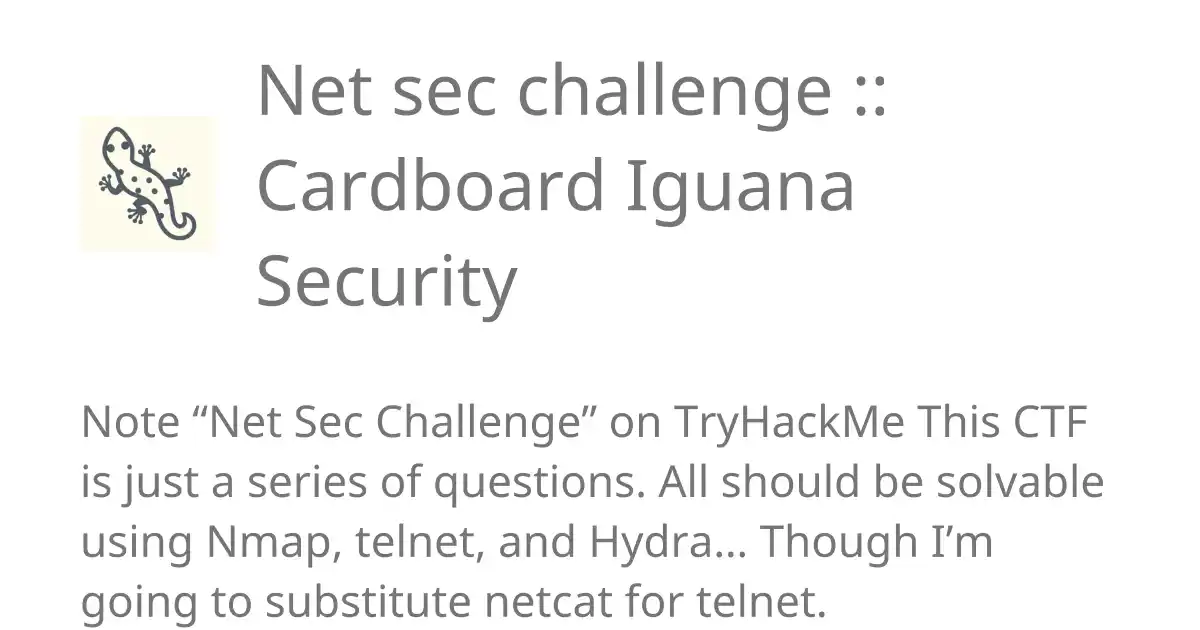 Net sec challenge ::
Cardboard Iguana
Security
Note “Net Sec Challenge” on TryHackMe This CTF
is just a series of questions. All should be solvable
using Nmap, telnet, and Hydra… Though I’m
going to substitute netcat for telnet.